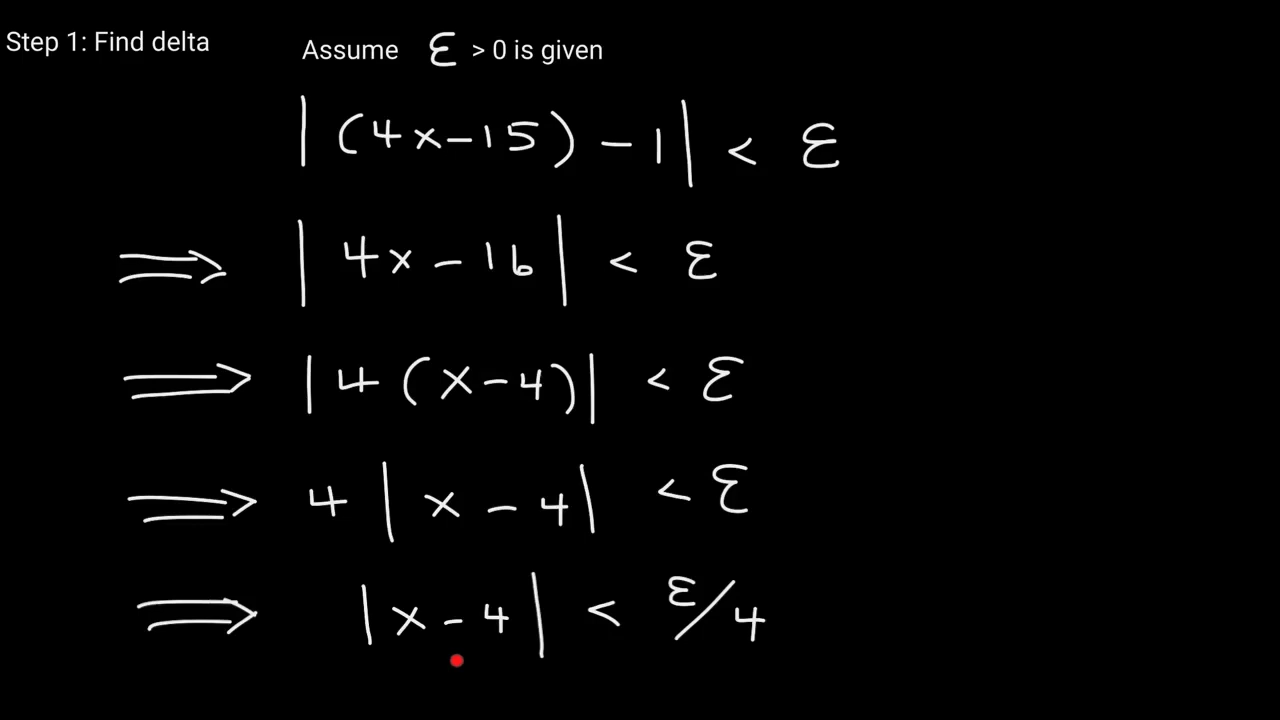 Step 1: Find delta
Assume ℇ > 0 is given
| (4x-15) - 1 | < ℇ
⟹ | 4x - 16 | < ℇ
⟹ | 4 (x-4) | < ℇ
⟹ 4 | x - 4 | < ℇ
⟹ | x - 4 | < ℇ/4